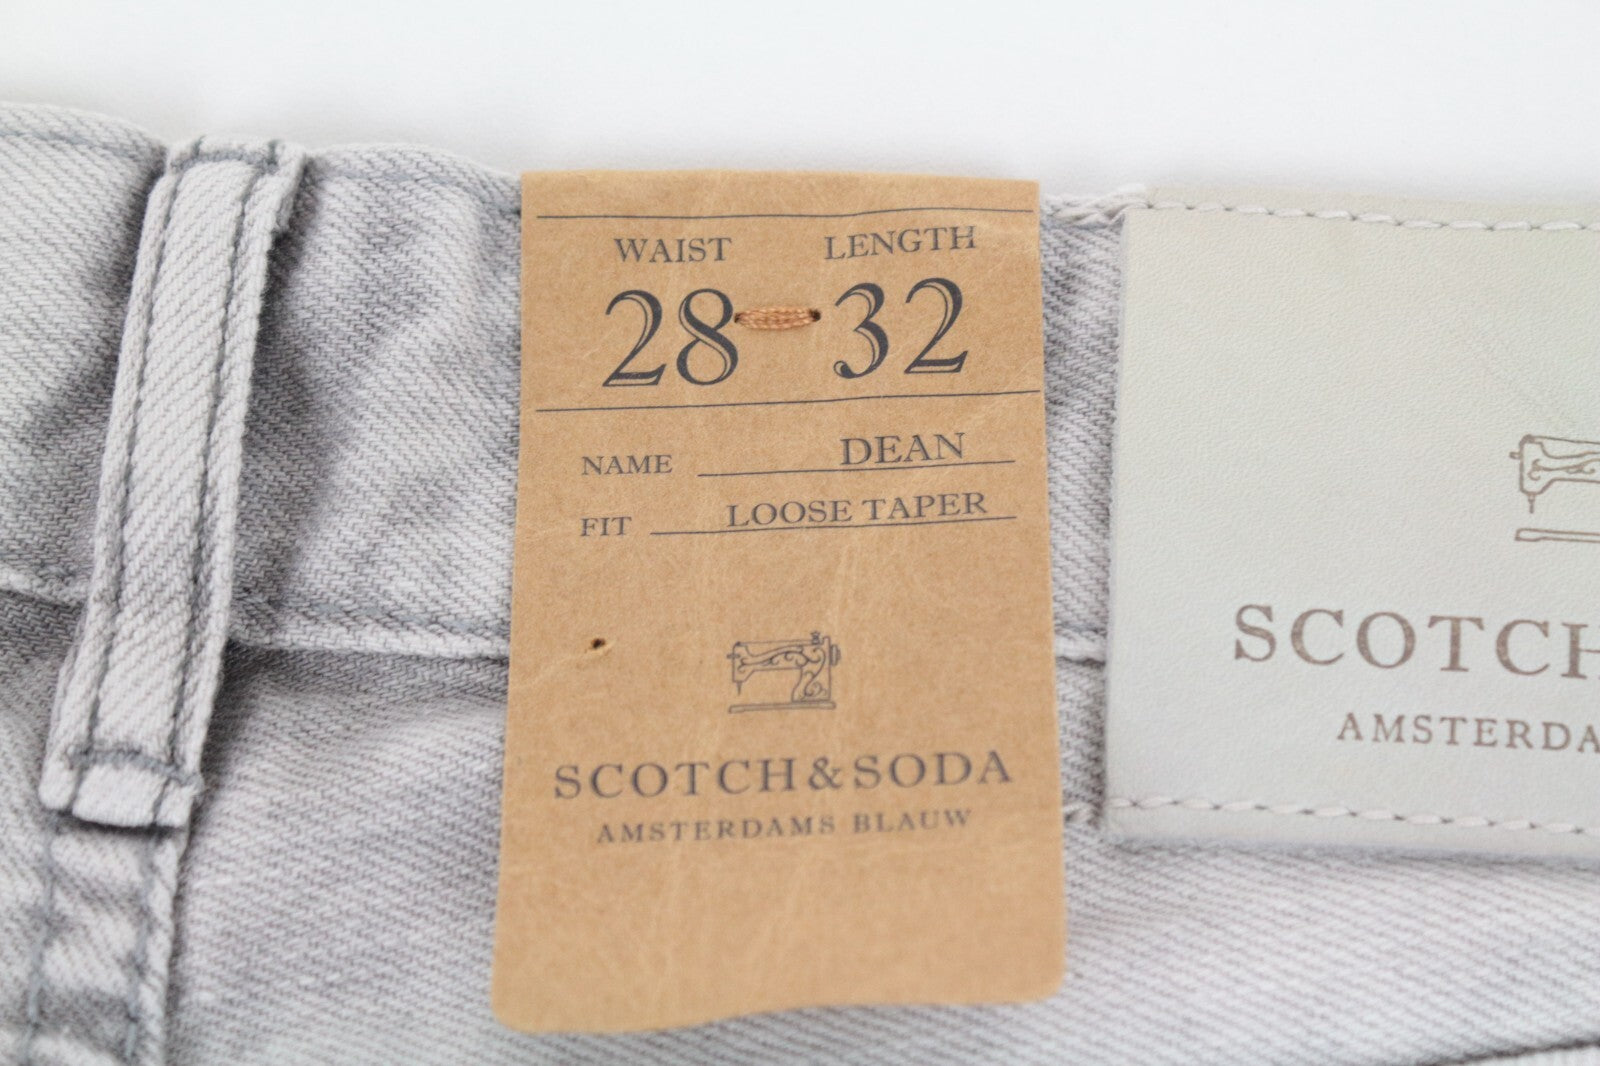 WAIST LENGTH
28 32
NAME DEAN
FIT LOOSE TAPER
SCOTCH & SODA
AMSTERDAMS BLAUW
SCOTCH
AMSTERDA